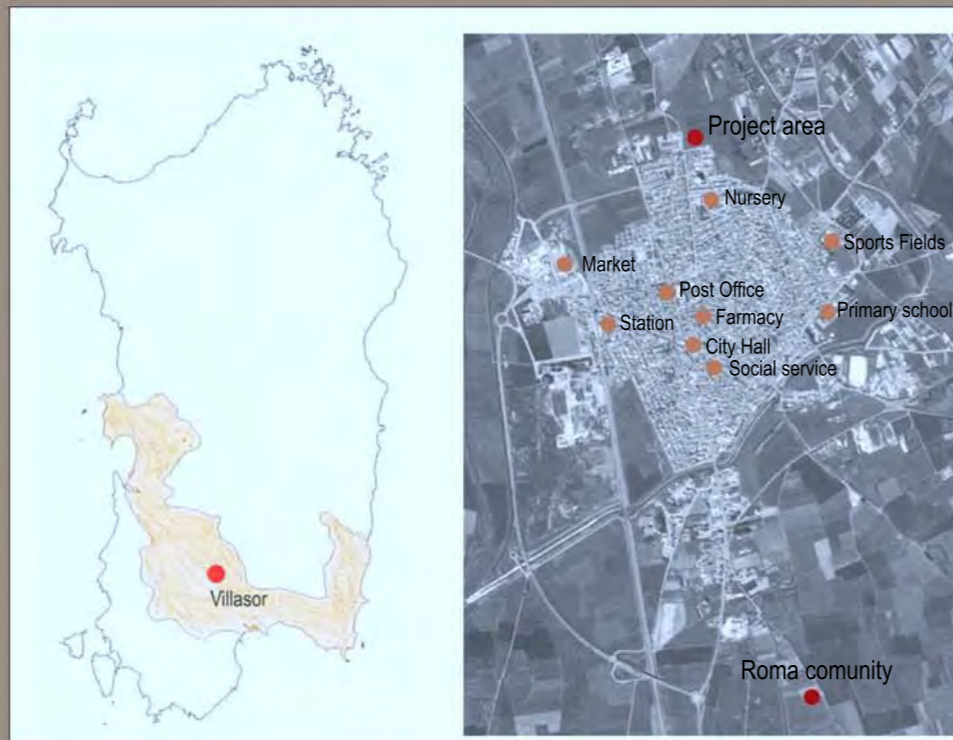 Villasor
Project area
Nursery
Sports Fields
Market
Post Office
Primary school
Farmacy
Station
City Hall
Social service
Roma comunity